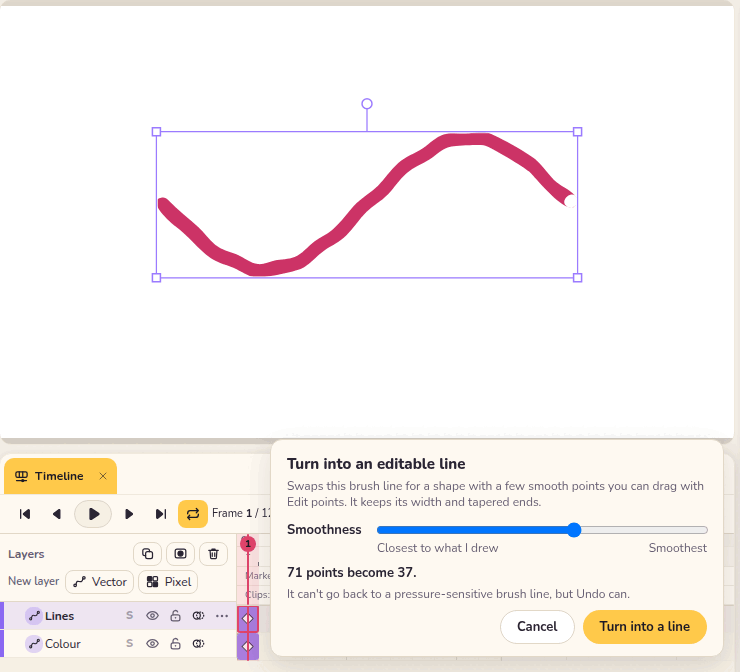 Timeline
Turn into an editable line
Swaps this brush line for a shape with a few smooth points you can drag with
Edit points. It keeps its width and tapered ends.
Frame 1 / 12
Smoothness
Closest to what I drew
Smoothest
Layers
1
71 points become 37.
New layer
Vector
Pixel
Marke
Clips:
It can't go back to a pressure-sensitive brush line, but Undo can.
Lines
S
Cancel
Turn into a line
Colour
S